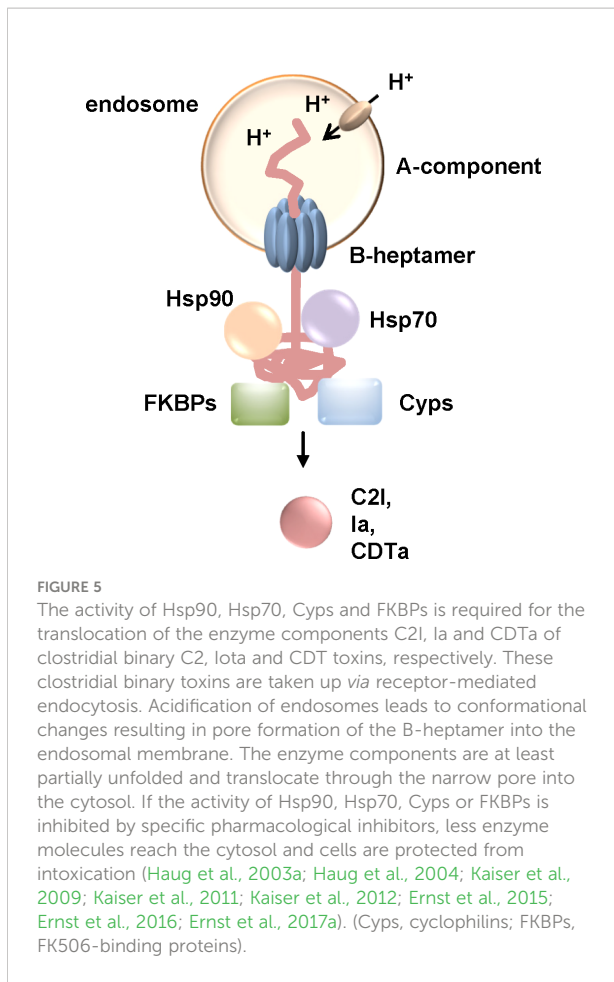 H⁺
endosome
H⁺
H⁺
A-component
B-heptamer
Hsp90
Hsp70
FKBPs
Cyps
C2I,
Ia,
CDTa
FIGURE 5
The activity of Hsp90, Hsp70, Cyps and FKBPs is required for the
translocation of the enzyme components C2I, Ia and CDTa of
clostridial binary C2, Iota and CDT toxins, respectively. These
clostridial binary toxins are taken up via receptor-mediated
endocytosis. Acidification of endosomes leads to conformational
changes resulting in pore formation of the B-heptamer into the
endosomal membrane. The enzyme components are at least
partially unfolded and translocate through the narrow pore into
the cytosol. If the activity of Hsp90, Hsp70, Cyps or FKBPs is
inhibited by specific pharmacological inhibitors, less enzyme
molecules reach the cytosol and cells are protected from
intoxication (Haug et al., 2003a; Haug et al., 2004; Kaiser et al.,
2009; Kaiser et al., 2011; Kaiser et al., 2012; Ernst et al., 2015;
Ernst et al., 2016; Ernst et al., 2017a). (Cyps, cyclophilins; FKBPs,
FK506-binding proteins).